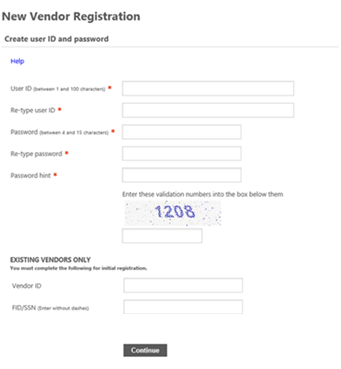 New Vendor Registration
Create user ID and password
Help
User ID (between 1 and 100 characters) *
Re-type user ID *
Password (between 4 and 15 characters) *
Re-type password *
Password hint *
Enter these validation numbers into the box below them
1208
EXISTING VENDORS ONLY
You must complete the following for initial registration.
Vendor ID
FID/SSN (Enter without dashes)
Continue